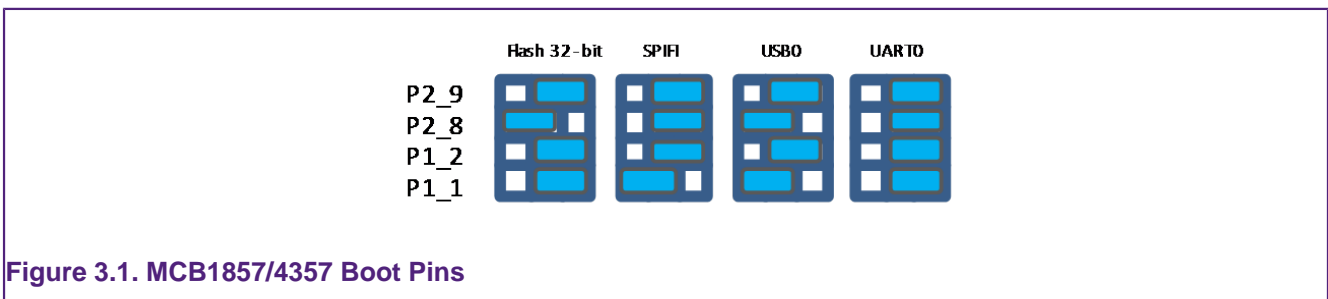 Flash 32-bit SPIFI USB0 UART0
P2_9
P2_8
P1_2
P1_1
Figure 3.1. MCB1857/4357 Boot Pins